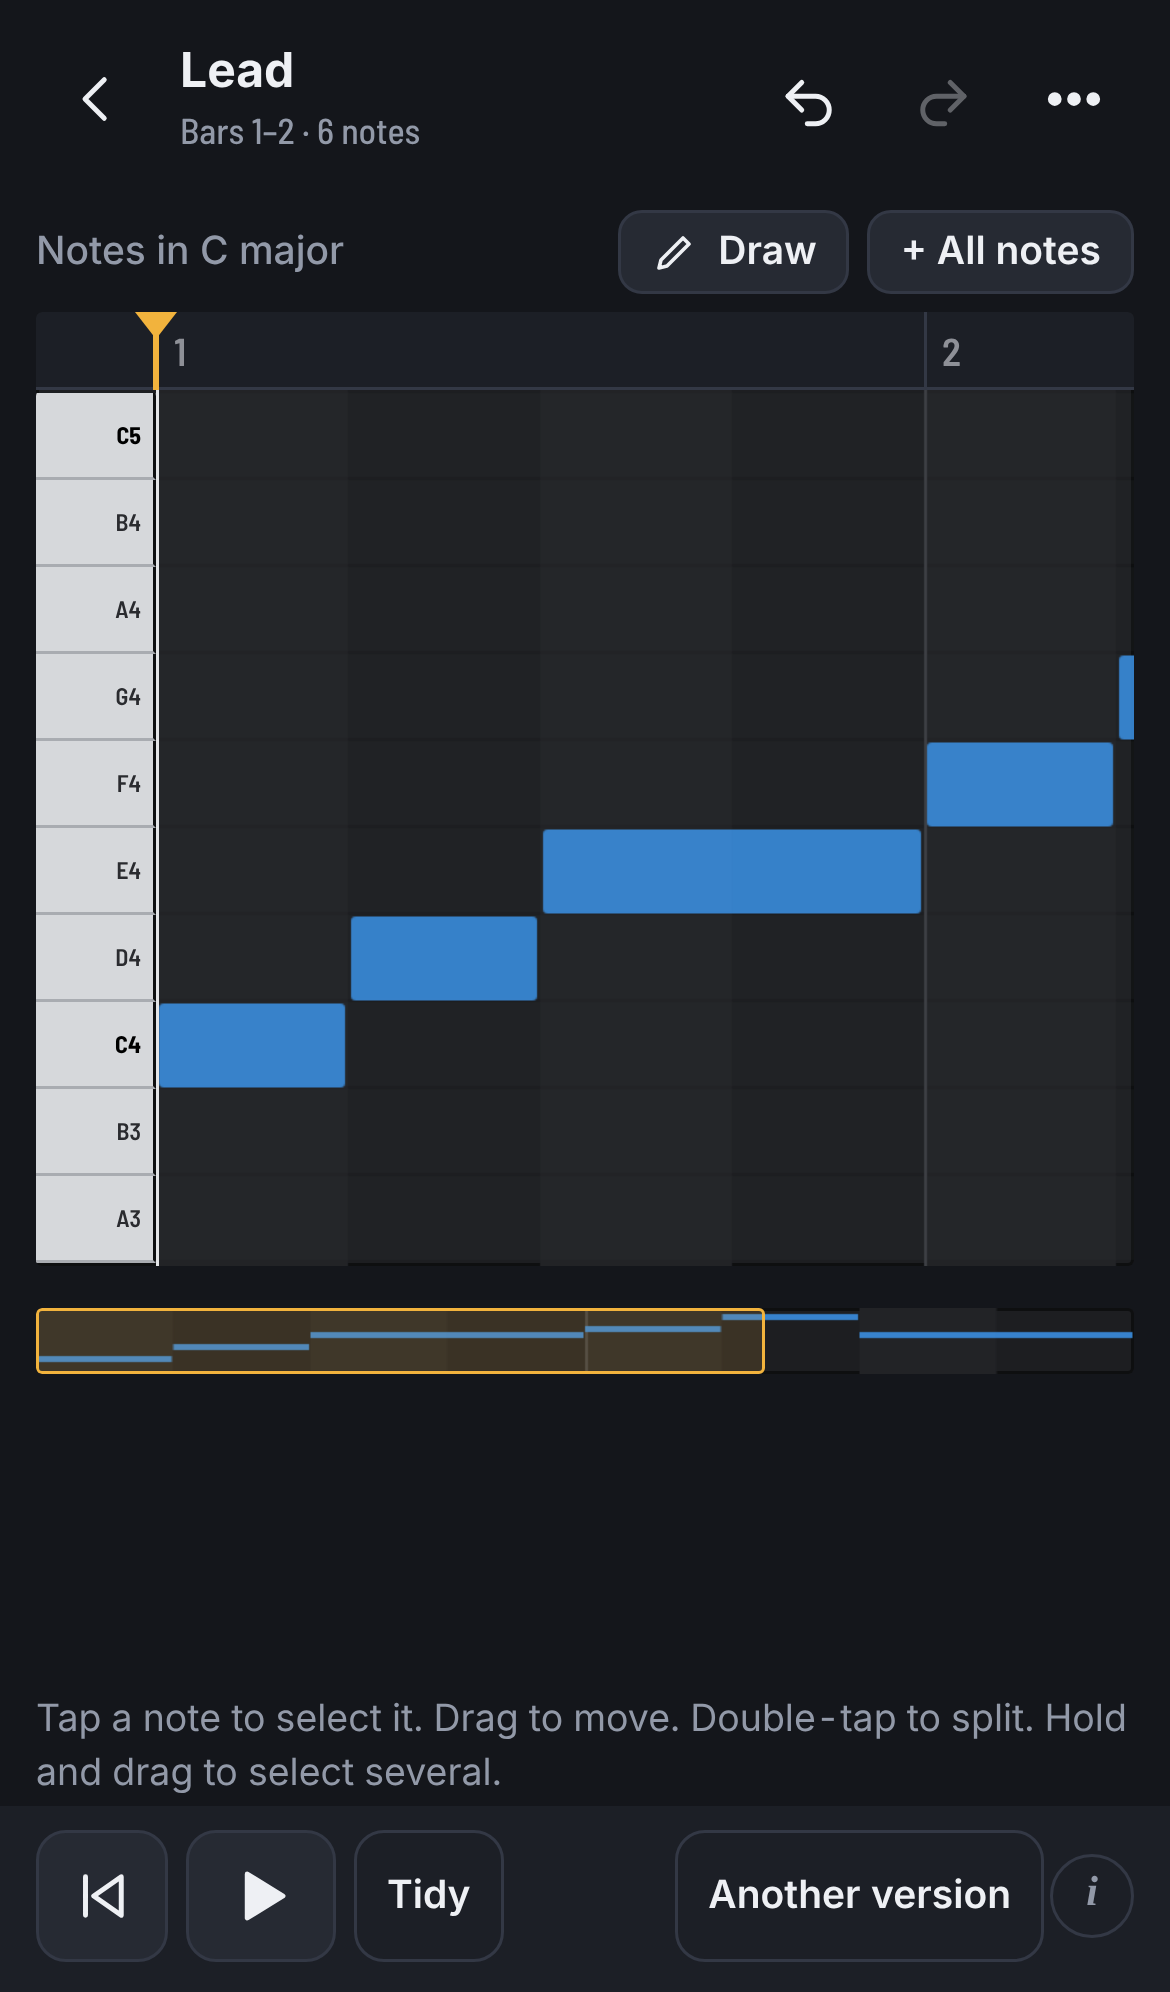 Lead
Bars 1–2 · 6 notes
Notes in C major
Draw
+ All notes
1
2
C5
B4
A4
G4
F4
E4
D4
C4
B3
A3
Tap a note to select it. Drag to move. Double-tap to split. Hold
and drag to select several.
Tidy
Another version
i